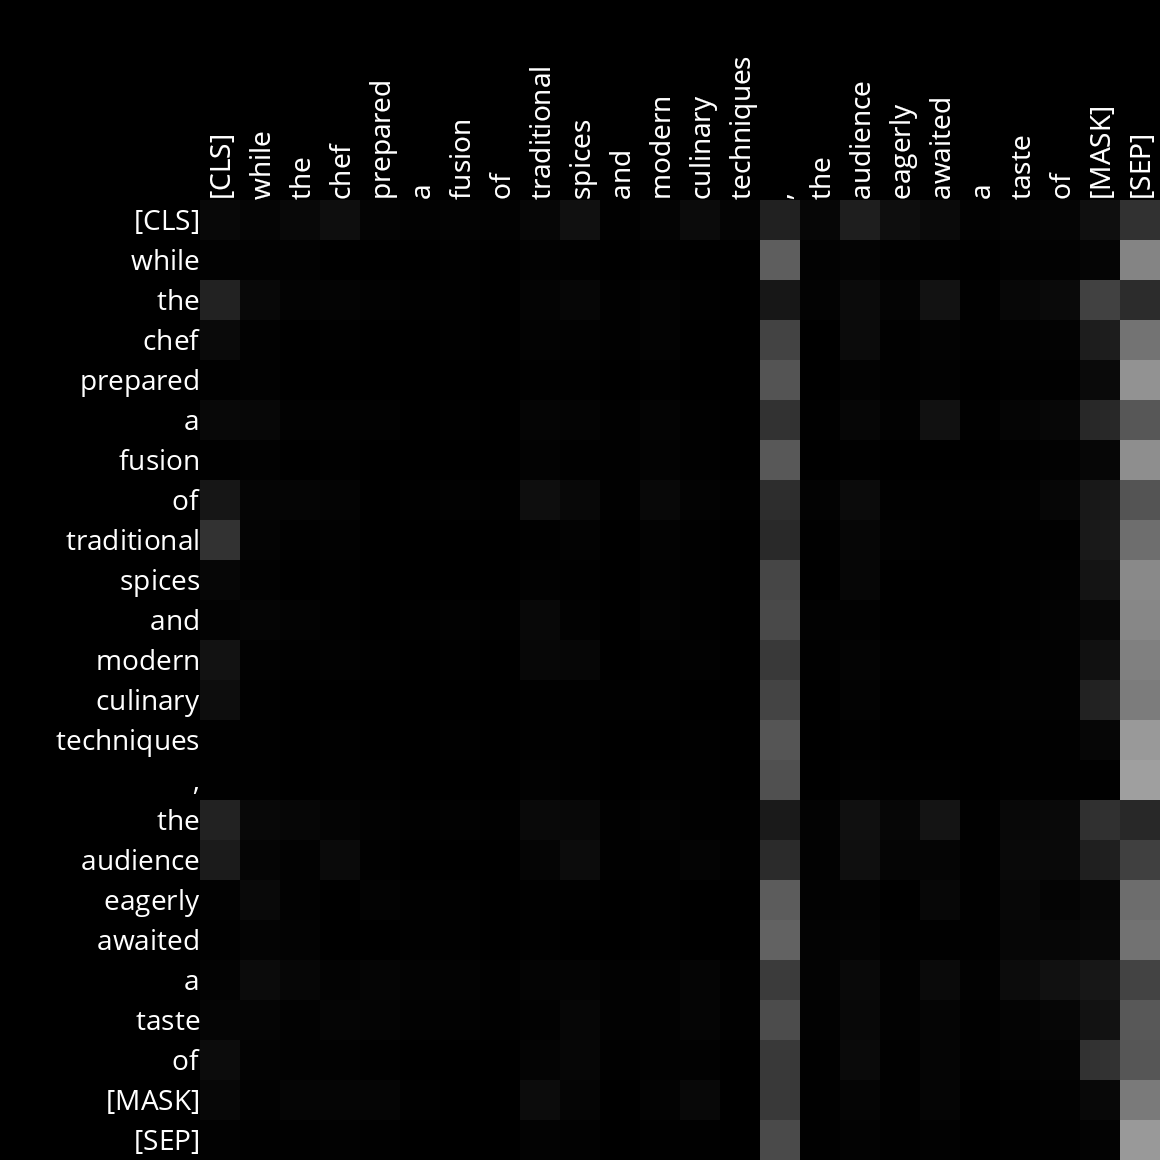 [CLS] while the chef prepared a fusion of traditional spices and modern culinary techniques , the audience eagerly awaited a taste of [MASK] [SEP]
[CLS]
while
the
chef
prepared
a
fusion
of
traditional
spices
and
modern
culinary
techniques
,
the
audience
eagerly
awaited
a
taste
of
[MASK]
[SEP]